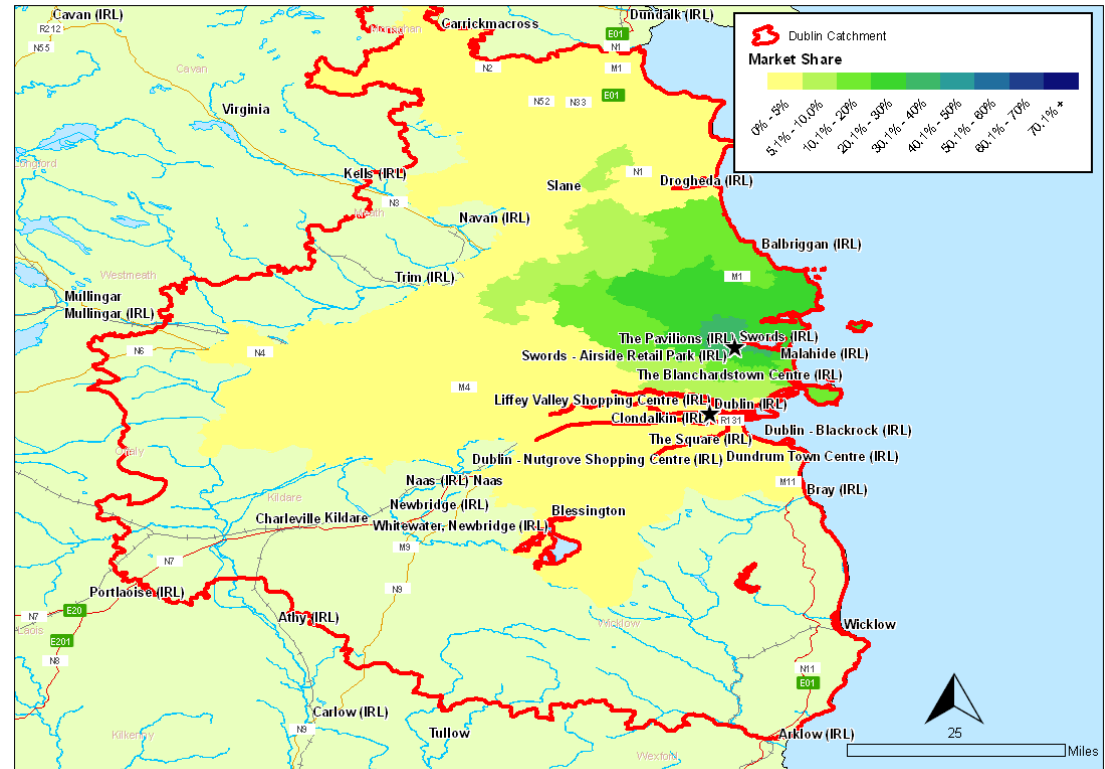 Cavan (IRL)
R212
N55
Monaghan
Carrickmacross
Dundalk (IRL)
E01
N1
Cavan
N2
M1
N52
N33
E01
Virginia
Longford
Kells (IRL)
N3
Meath
Slane
N1
Drogheda (IRL)
Navan (IRL)
Balbriggan (IRL)
Westmeath
Trim (IRL)
M1
Mullingar
Mullingar (IRL)
N6
N4
The Pavilions (IRL)
Swords (IRL)
Swords - Airside Retail Park (IRL)
Malahide (IRL)
The Blanchardstown Centre (IRL)
M4
Liffey Valley Shopping Centre (IRL)
Dublin (IRL)
Clondalkin (IRL)
R131
Dublin - Blackrock (IRL)
The Square (IRL)
Dublin - Nutgrove Shopping Centre (IRL)
Dundrum Town Centre (IRL)
Offaly
Naas (IRL) Naas
M11
Bray (IRL)
Kildare
Newbridge (IRL)
Blessington
Charleville Kildare
Whitewater, Newbridge (IRL)
M9
N7
Portlaoise (IRL)
N9
E20
N7
Laois
E201
N8
Athy (IRL)
Wicklow
Wicklow
N11
E01
Carlow (IRL)
N9
Tullow
Kilkenny
Wexford
Arklow (IRL)
Dublin Catchment
Market Share
0% - 5%
5.1% - 10.0%
10.1% - 20%
20.1% - 30%
30.1% - 40%
40.1% - 50%
50.1% - 60%
60.1% - 70%
70.1% +
25
Miles